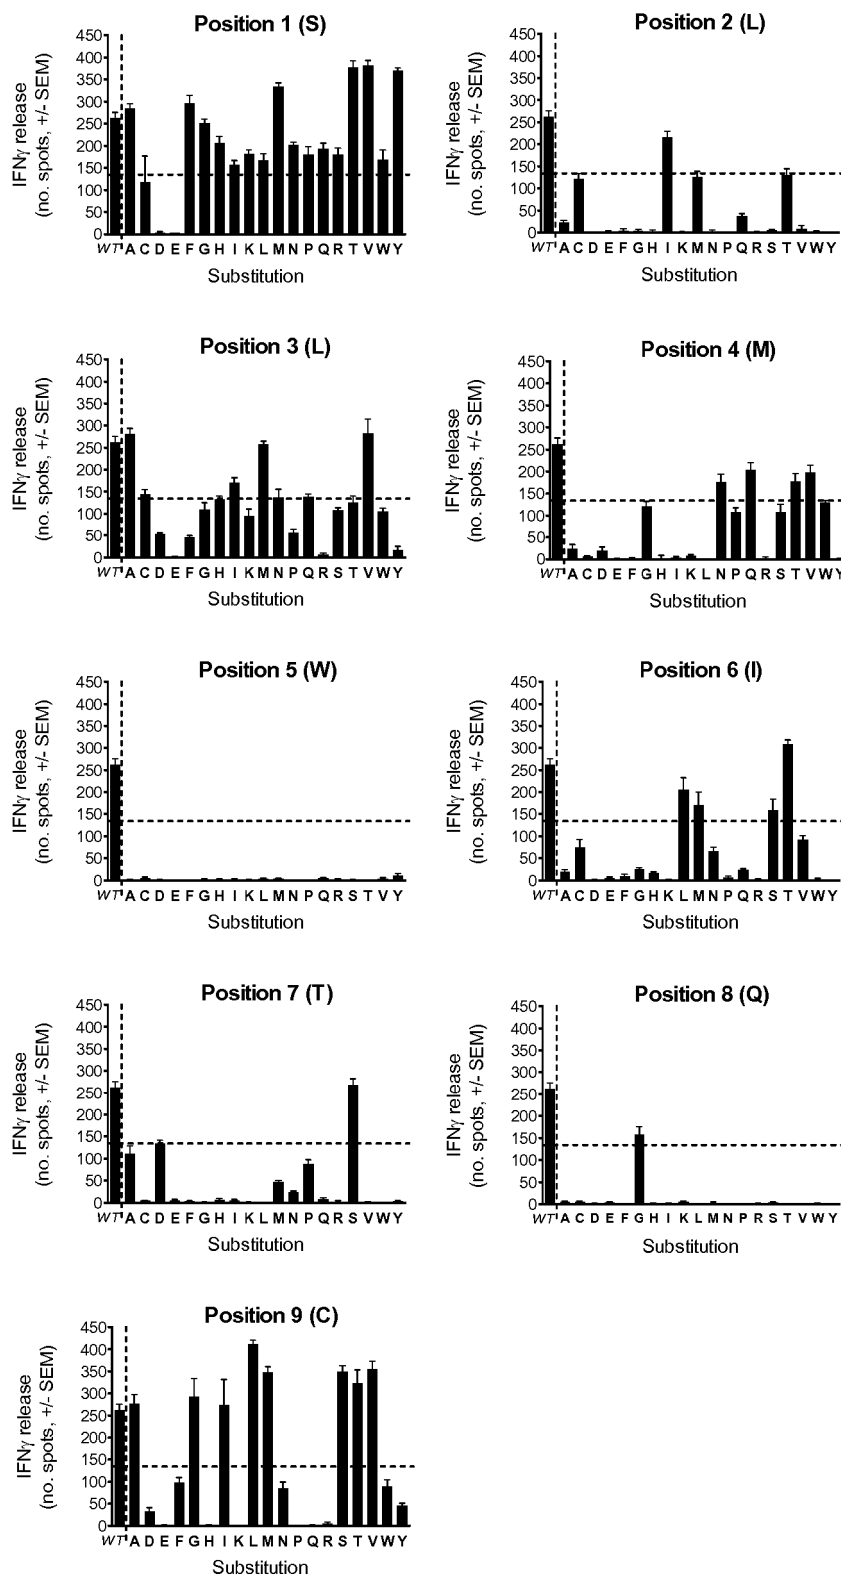 Position 1 (S)
IFNγ release
(no. spots, +/- SEM)
450
400
350
300
250
200
150
100
50
0
WT A C D E F G H I K L M N P Q R T V W Y
Substitution
Position 2 (L)
IFNγ release
(no. spots, +/- SEM)
450
400
350
300
250
200
150
100
50
0
WT A C D E F G H I K M N P Q R S T V W Y
Substitution
Position 3 (L)
IFNγ release
(no. spots, +/- SEM)
450
400
350
300
250
200
150
100
50
0
WT A C D E F G H I K M N P Q R S T V W Y
Substitution
Position 4 (M)
IFNγ release
(no. spots, +/- SEM)
450
400
350
300
250
200
150
100
50
0
WT A C D E F G H I K L N P Q R S T V W Y
Substitution
Position 5 (W)
IFNγ release
(no. spots, +/- SEM)
450
400
350
300
250
200
150
100
50
0
WT A C D E F G H I K L M N P Q R S T V Y
Substitution
Position 6 (I)
IFNγ release
(no. spots, +/- SEM)
450
400
350
300
250
200
150
100
50
0
WT A C D E F G H K L M N P Q R S T V W Y
Substitution
Position 7 (T)
IFNγ release
(no. spots, +/- SEM)
450
400
350
300
250
200
150
100
50
0
WT A C D E F G H I K L M N P Q R S V W Y
Substitution
Position 8 (Q)
IFNγ release
(no. spots, +/- SEM)
450
400
350
300
250
200
150
100
50
0
WT A C D E F G H I K L M N P R S T V W Y
Substitution
Position 9 (C)
IFNγ release
(no. spots, +/- SEM)
450
400
350
300
250
200
150
100
50
0
WT A D E F G H I K L M N P Q R S T V W Y
Substitution